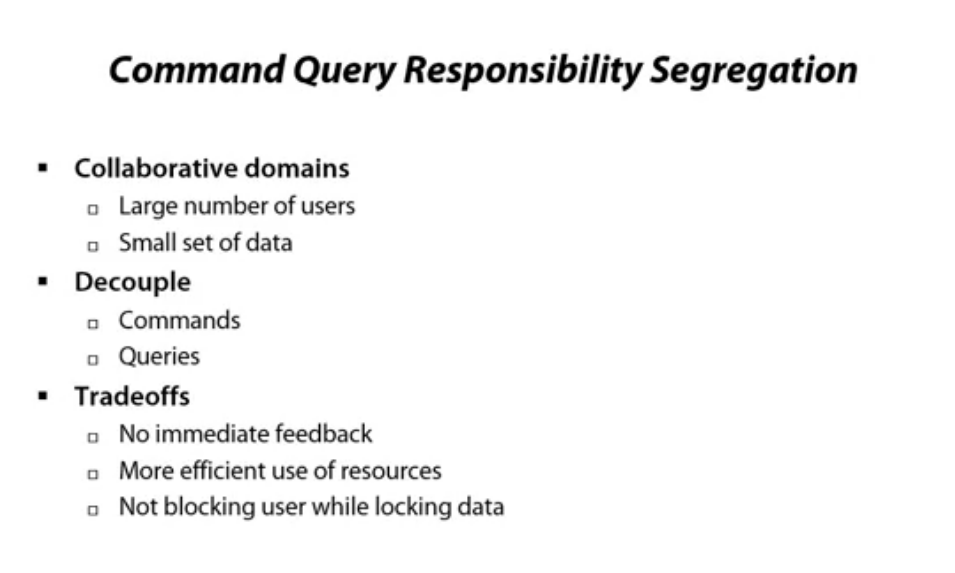 Command Query Responsibility Segregation
▪ Collaborative domains
▫ Large number of users
▫ Small set of data
▪ Decouple
▫ Commands
▫ Queries
▪ Tradeoffs
▫ No immediate feedback
▫ More efficient use of resources
▫ Not blocking user while locking data